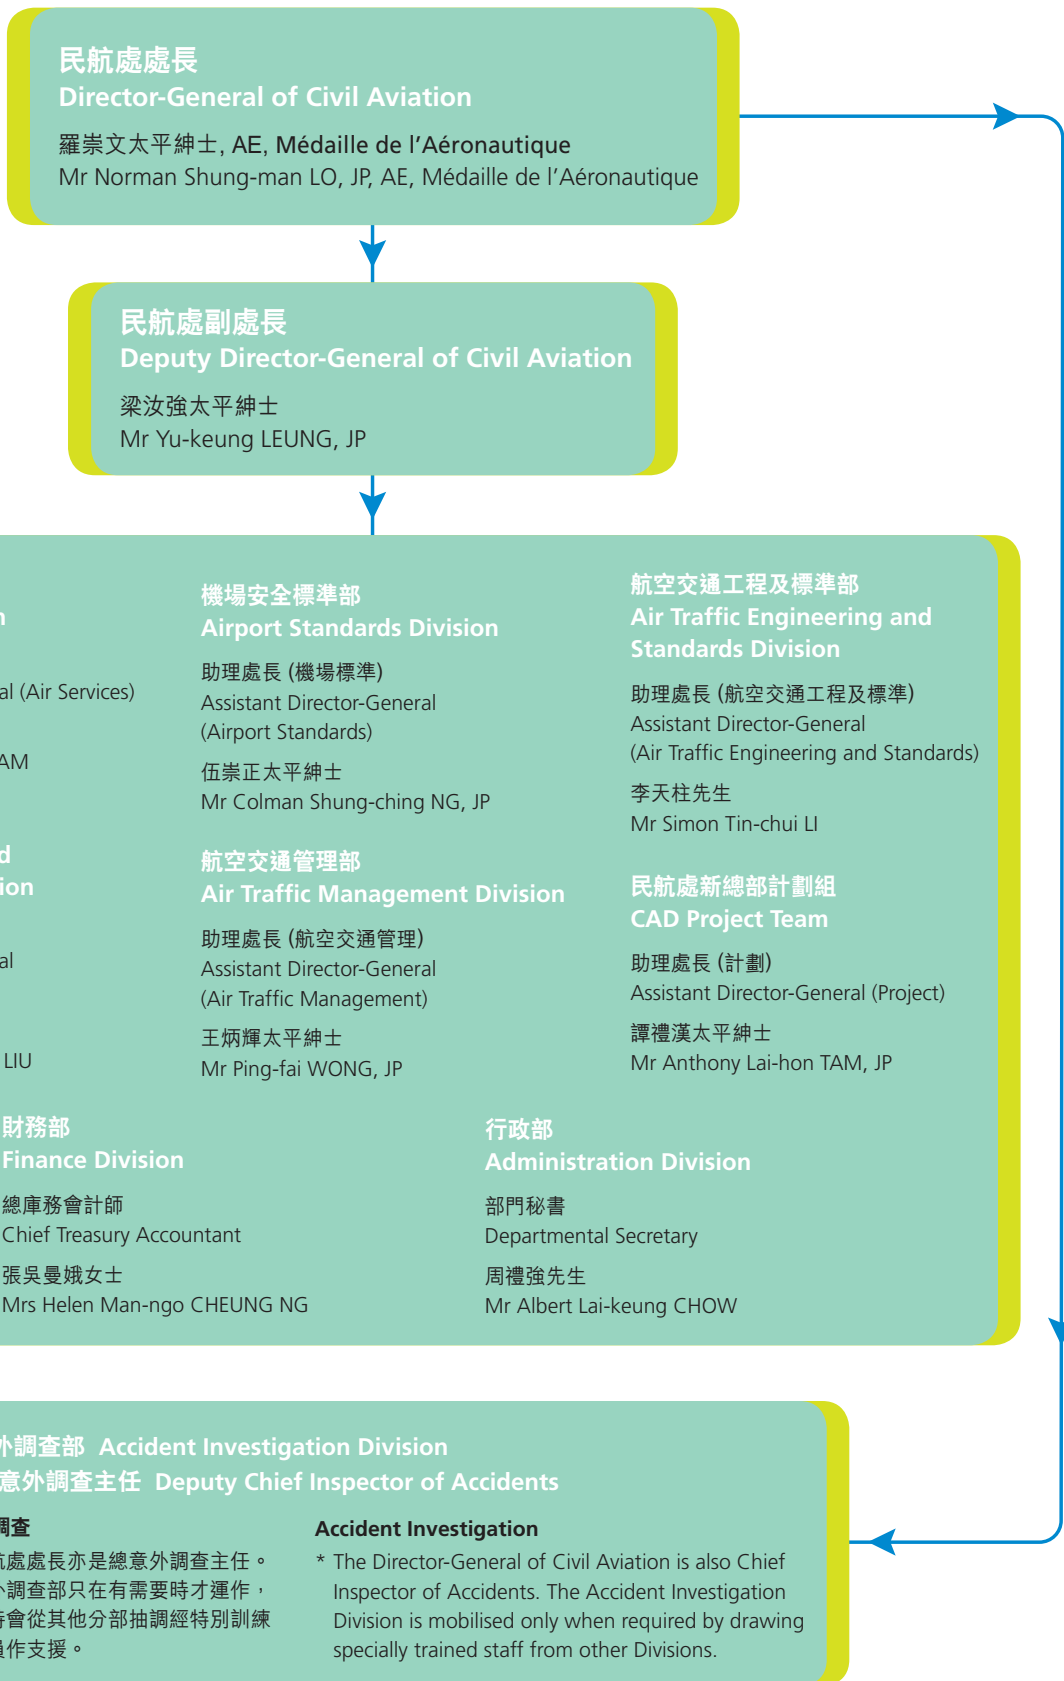 民航處處長
Director-General of Civil Aviation
羅崇文太平紳士, AE, Médaille de l'Aéronautique
Mr Norman Shung-man LO, JP, AE, Médaille de l'Aéronautique
民航處副處長
Deputy Director-General of Civil Aviation
梁汝強太平紳士
Mr Yu-keung LEUNG, JP
al (Air Services)
AM
ion
al
LIU
機場安全標準部
Airport Standards Division
助理處長 (機場標準)
Assistant Director-General
(Airport Standards)
伍崇正太平紳士
Mr Colman Shung-ching NG, JP
航空交通管理部
Air Traffic Management Division
助理處長 (航空交通管理)
Assistant Director-General
(Air Traffic Management)
王炳輝太平紳士
Mr Ping-fai WONG, JP
航空交通工程及標準部
Air Traffic Engineering and
Standards Division
助理處長 (航空交通工程及標準)
Assistant Director-General
(Air Traffic Engineering and Standards)
李天柱先生
Mr Simon Tin-chui LI
民航處新總部計劃組
CAD Project Team
助理處長 (計劃)
Assistant Director-General (Project)
譚禮漢太平紳士
Mr Anthony Lai-hon TAM, JP
財務部
Finance Division
總庫務會計師
Chief Treasury Accountant
張吳曼娥女士
Mrs Helen Man-ngo CHEUNG NG
行政部
Administration Division
部門秘書
Departmental Secretary
周禮強先生
Mr Albert Lai-keung CHOW
外調查部 Accident Investigation Division
意外調查主任 Deputy Chief Inspector of Accidents
調查
航處處長亦是總意外調查主任。
外調查部只在有需要時才運作，
時會從其他分部抽調經特別訓練
員作支援。
Accident Investigation
* The Director-General of Civil Aviation is also Chief
Inspector of Accidents. The Accident Investigation
Division is mobilised only when required by drawing
specially trained staff from other Divisions.